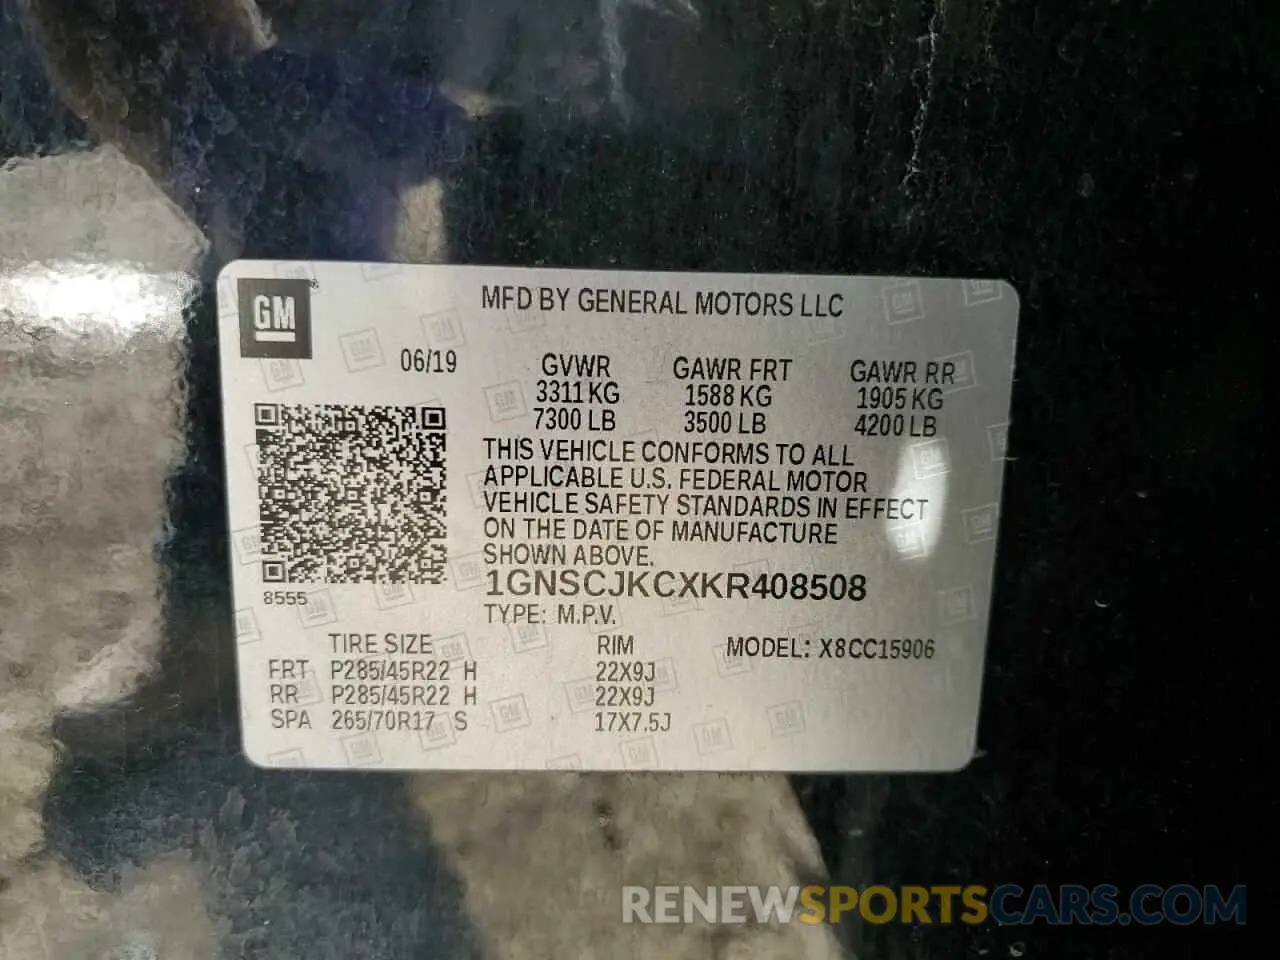 GM
MFD BY GENERAL MOTORS LLC
06/19 GVWR GAWR FRT GAWR RR
3311 KG 1588 KG 1905 KG
7300 LB 3500 LB 4200 LB
THIS VEHICLE CONFORMS TO ALL
APPLICABLE U.S. FEDERAL MOTOR
VEHICLE SAFETY STANDARDS IN EFFECT
ON THE DATE OF MANUFACTURE
SHOWN ABOVE.
1GNSCJKCXKR408508
8555
TYPE: M.P.V.
TIRE SIZE RIM MODEL: X8CC15906
FRT P285/45R22 H 22X9J
RR P285/45R22 H 22X9J
SPA 265/70R17 S 17X7.5J
RENEWSPORTSCARS.COM